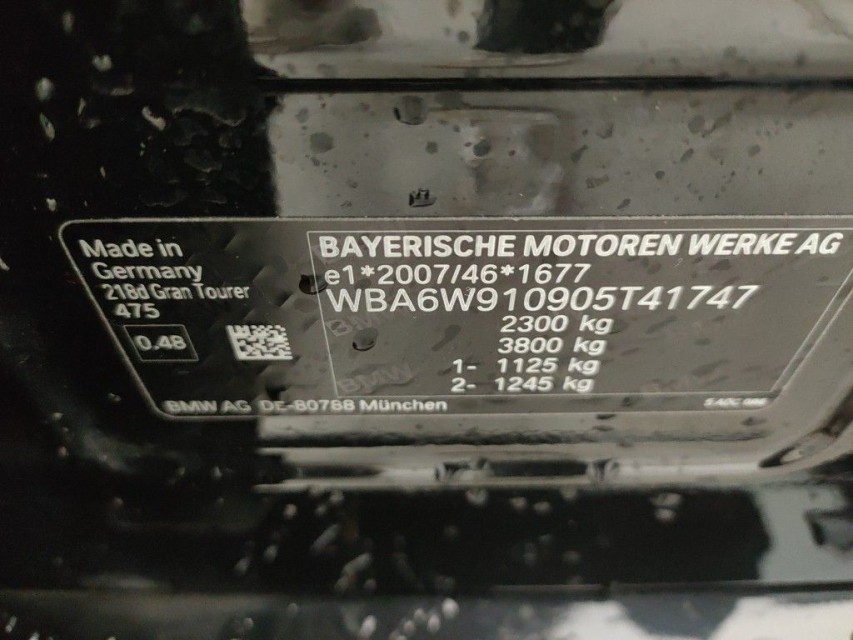 Made in
Germany
218d Gran Tourer
475
0.48
BAYERISCHE MOTOREN WERKE AG
e1*2007/46*1677
WBA6W910905T41747
2300 kg
3800 kg
1- 1125 kg
2- 1245 kg
BMW AG DE-80788 München